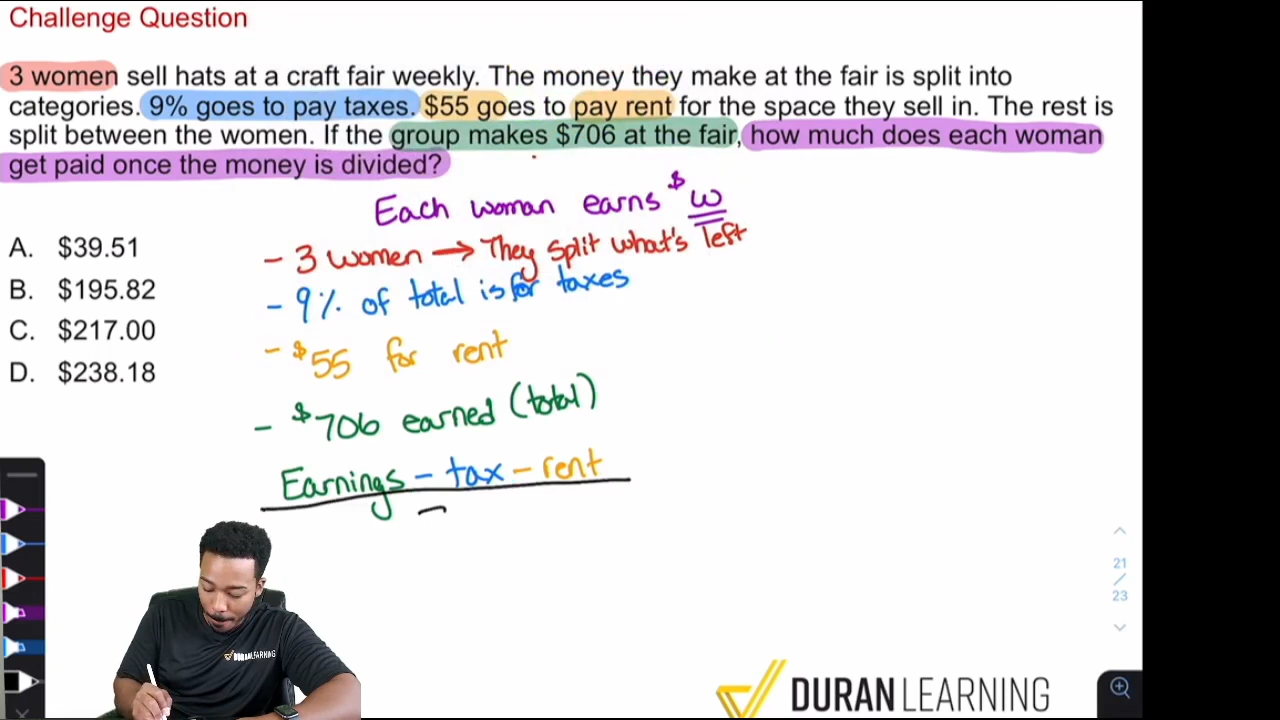 Challenge Question
3 women sell hats at a craft fair weekly. The money they make at the fair is split into
categories. 9% goes to pay taxes. $55 goes to pay rent for the space they sell in. The rest is
split between the women. If the group makes $706 at the fair, how much does each woman
get paid once the money is divided?
Each woman earns $w
A. $39.51
- 3 women → They split what's left
B. $195.82
- 9% of total is for taxes
C. $217.00
- $55 for rent
D. $238.18
- $706 earned (total)
Earnings - tax - rent
21
/
23
DURAN LEARNING
DURAN LEARNING